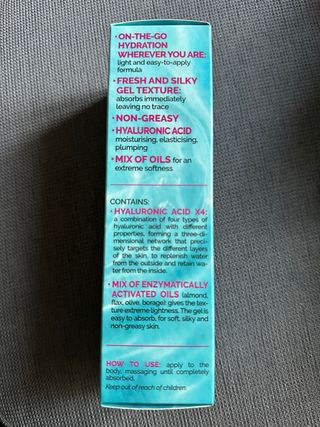 • ON-THE-GO
HYDRATION
WHEREVER YOU ARE:
light and easy-to-apply
formula
• FRESH AND SILKY
GEL TEXTURE:
absorbs immediately
leaving no trace
• NON-GREASY
• HYALURONIC ACID
moisturising, elasticising,
plumping
• MIX OF OILS for an
extreme softness
CONTAINS:
• HYALURONIC ACID X4:
a combination of four types of
hyaluronic acid with different
properties, forming a three-di-
mensional network that preci-
sely targets the different layers
of the skin, to replenish water
from the outside and retain wa-
ter from the inside.
• MIX OF ENZYMATICALLY
ACTIVATED OILS (almond,
flax, olive, borage): gives the tex-
ture extreme lightness. The gel is
easy to absorb, for soft, silky and
non-greasy skin.
HOW TO USE: apply to the
body, massaging until completely
absorbed.
Keep out of reach of children.